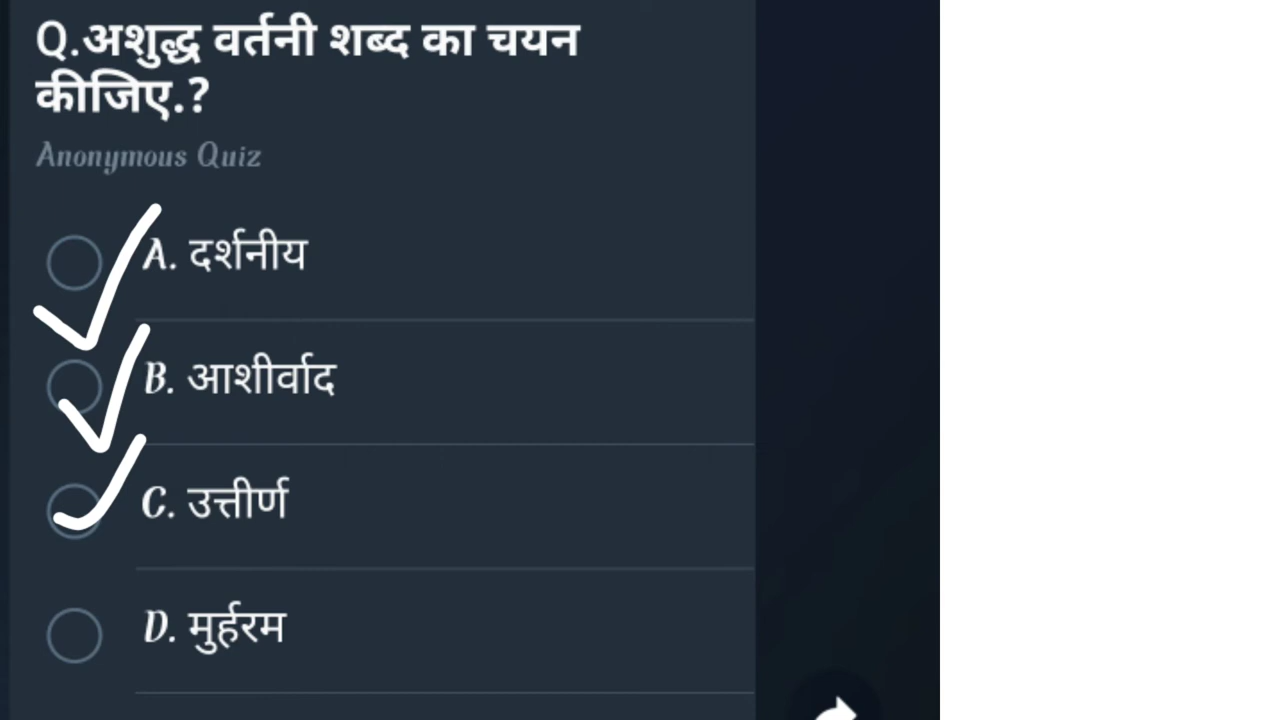 Q.अशुद्ध वर्तनी शब्द का चयन
कीजिए.?
Anonymous Quiz
A. दर्शनीय
B. आशीर्वाद
C. उत्तीर्ण
D. मुर्हरम